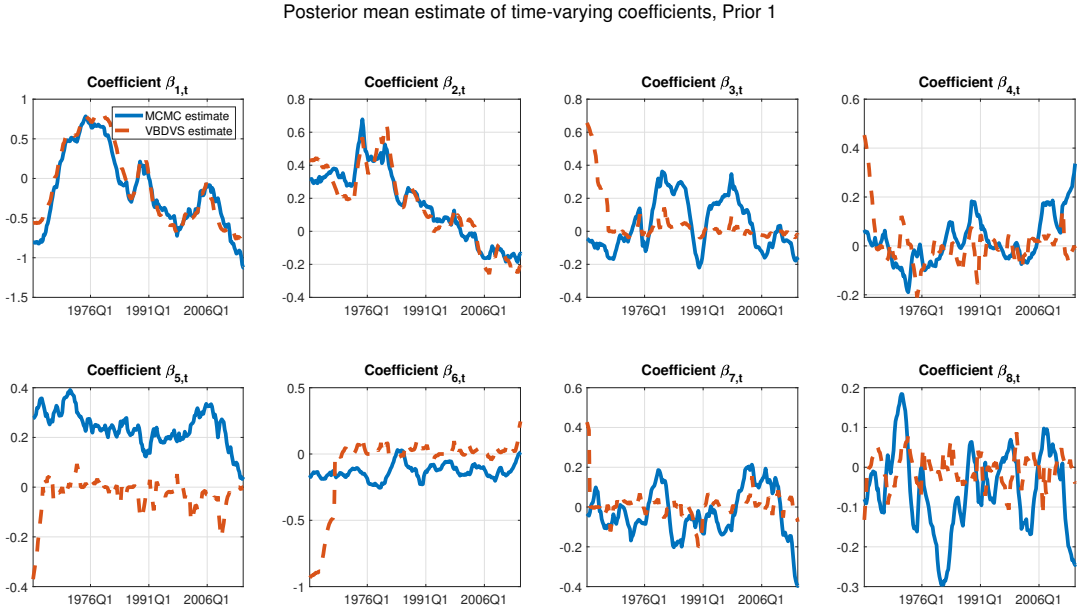 Posterior mean estimate of time-varying coefficients, Prior 1
Coefficient β1,t
1
0.5
0
-0.5
-1
-1.5
1976Q1 1991Q1 2006Q1
MCMC estimate
VBDVS estimate
Coefficient β2,t
0.8
0.6
0.4
0.2
0
-0.2
-0.4
1976Q1 1991Q1 2006Q1
Coefficient β3,t
0.8
0.6
0.4
0.2
0
-0.2
-0.4
1976Q1 1991Q1 2006Q1
Coefficient β4,t
0.6
0.4
0.2
0
-0.2
1976Q1 1991Q1 2006Q1
Coefficient β5,t
0.4
0.2
0
-0.2
-0.4
1976Q1 1991Q1 2006Q1
Coefficient β6,t
0.5
0
-0.5
-1
1976Q1 1991Q1 2006Q1
Coefficient β7,t
0.6
0.4
0.2
0
-0.2
-0.4
1976Q1 1991Q1 2006Q1
Coefficient β8,t
0.2
0.1
0
-0.1
-0.2
-0.3
1976Q1 1991Q1 2006Q1